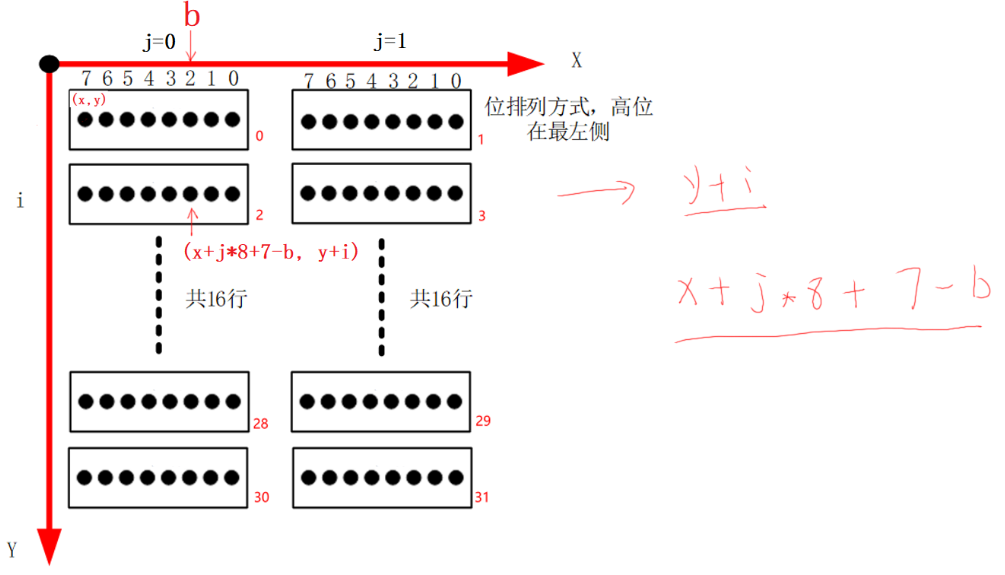 b
j=0 j=1
X
7 6 5 4 3 2 1 0 7 6 5 4 3 2 1 0
(x,y)
位排列方式，高位
在最左侧
0 1
i
2 3
y+i
(x+j*8+7-b, y+i)
x+j*8+7-b
共16行 共16行
28 29
30 31
Y